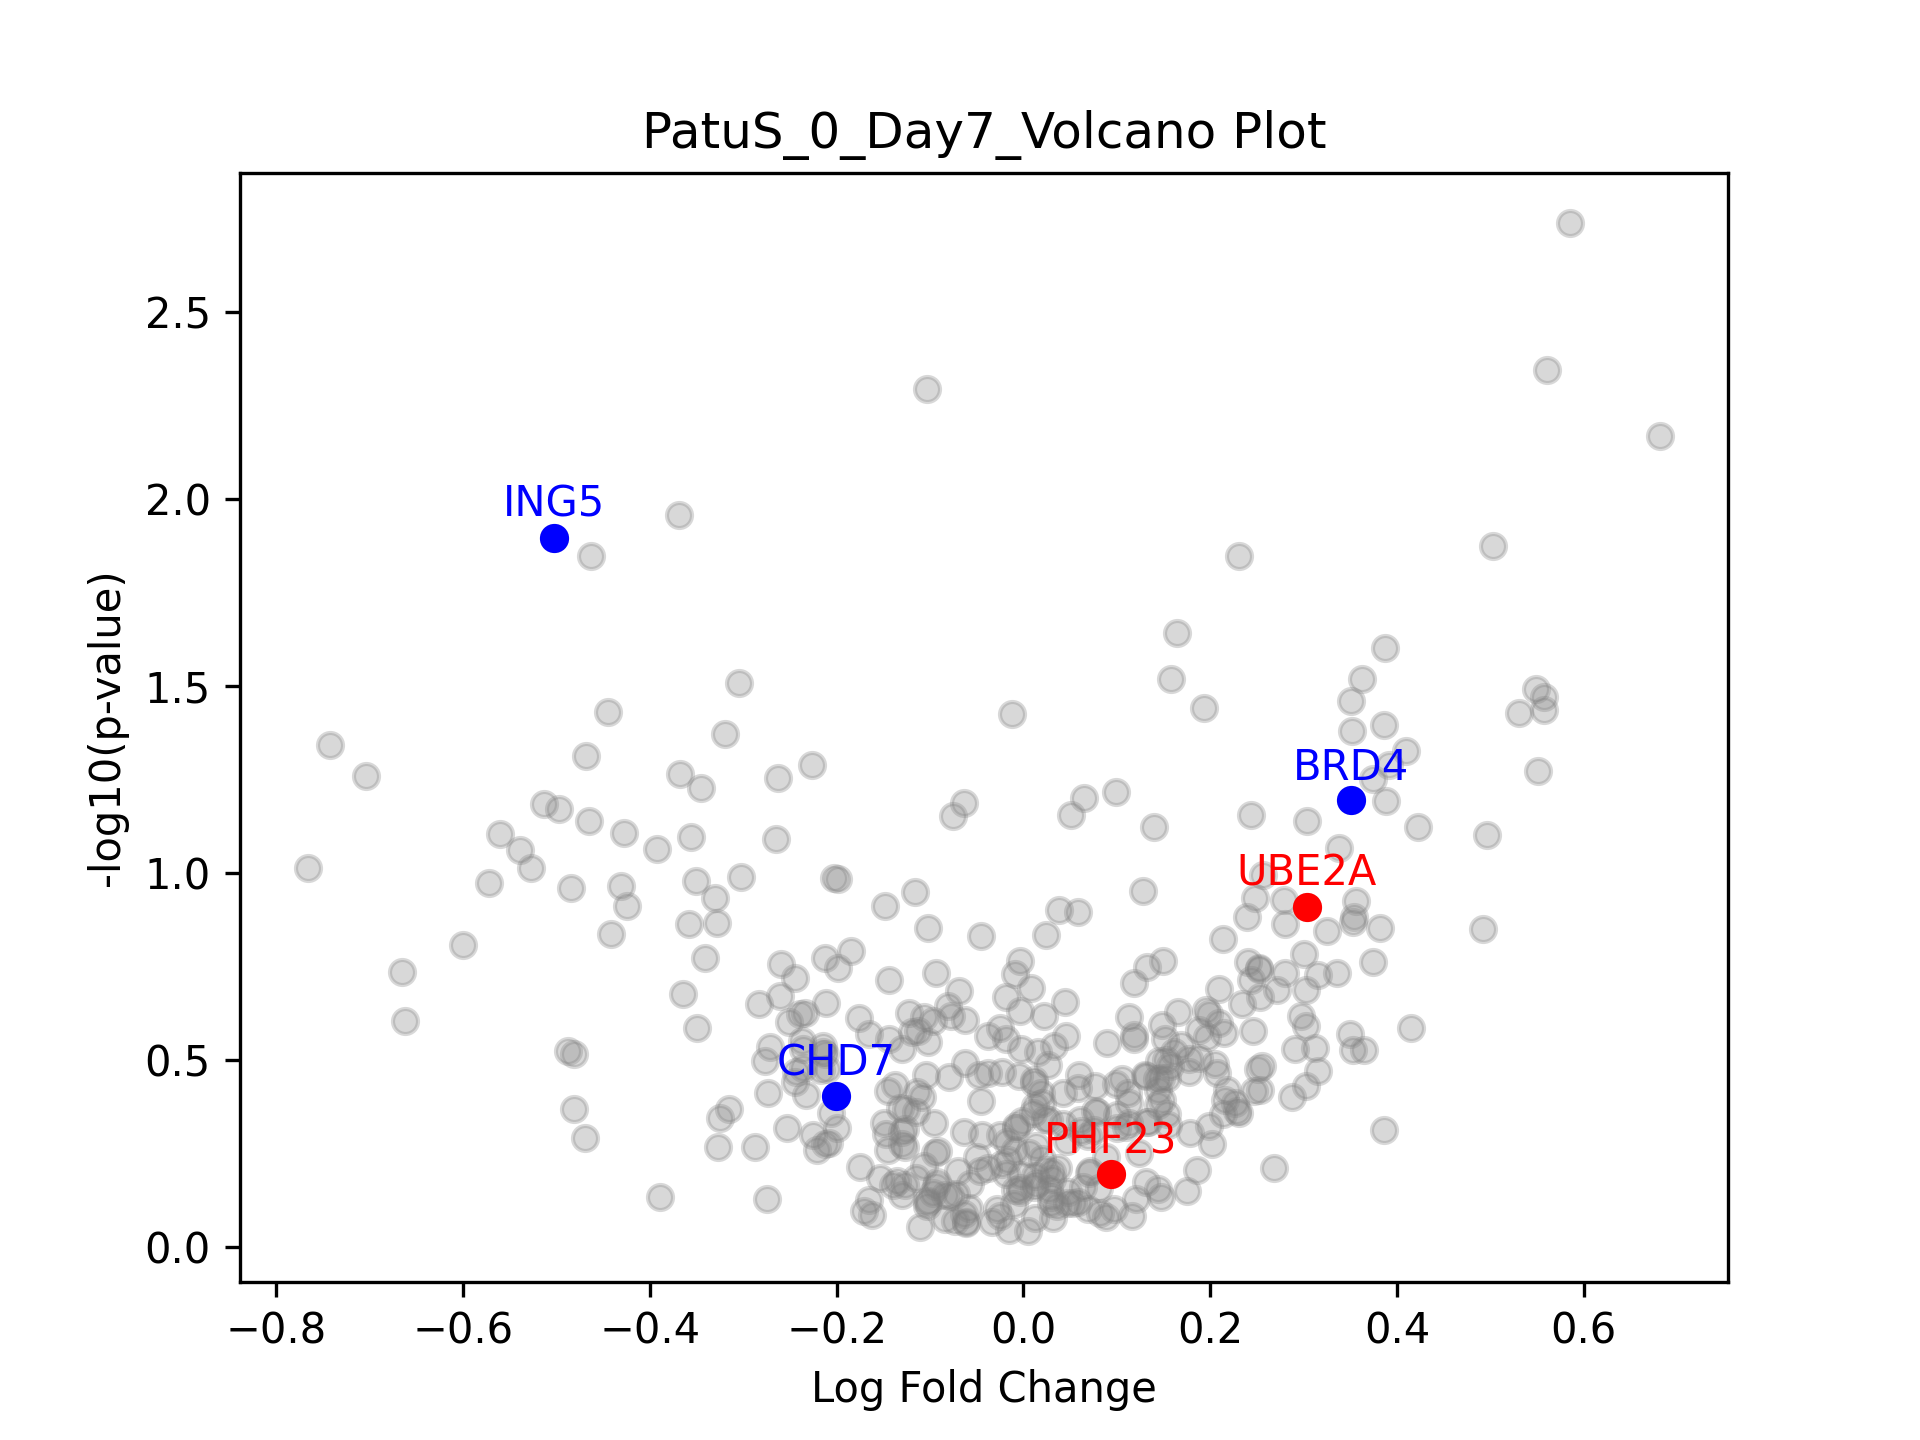 PatuS_0_Day7_Volcano Plot
-log10(p-value)
2.5
2.0
1.5
1.0
0.5
0.0
ING5
BRD4
UBE2A
CHD7
PHF23
−0.8 −0.6 −0.4 −0.2 0.0 0.2 0.4 0.6
Log Fold Change